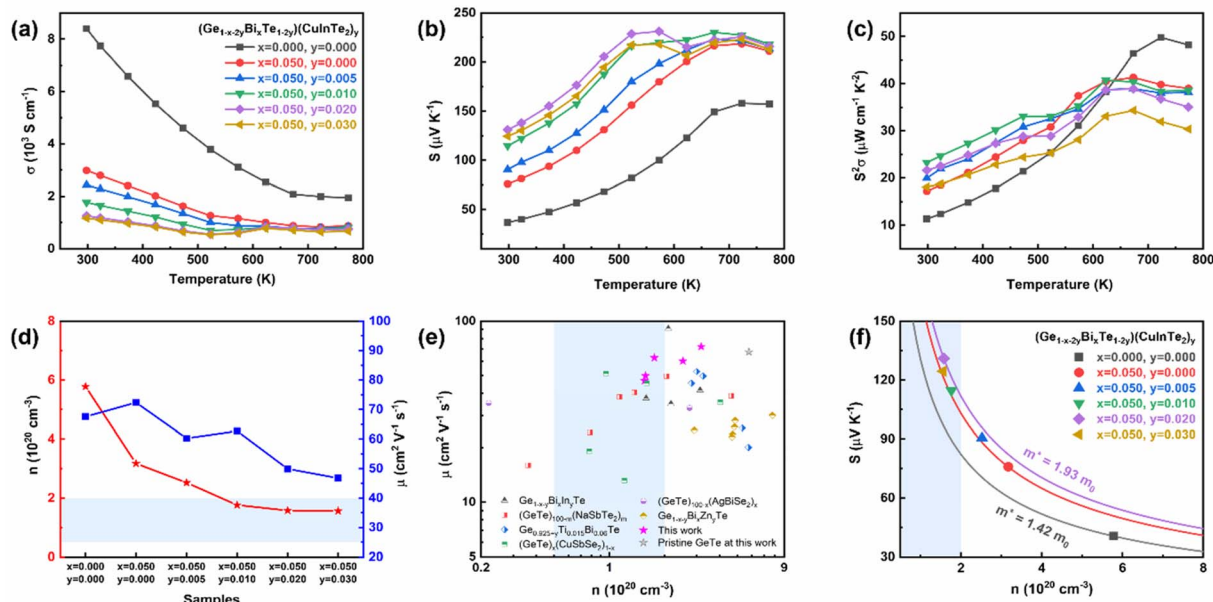 (a)
(Ge1-x-2yBixTe1-2y)(CuInTe2)y
x=0.000, y=0.000
x=0.050, y=0.000
x=0.050, y=0.005
x=0.050, y=0.010
x=0.050, y=0.020
x=0.050, y=0.030
σ (10³ S cm⁻¹)
8
6
4
2
0
300 400 500 600 700 800
Temperature (K)
(b)
S (μV K⁻¹)
250
200
150
100
50
300 400 500 600 700 800
Temperature (K)
(c)
S²σ (μW cm⁻¹ K⁻²)
50
40
30
20
10
300 400 500 600 700 800
Temperature (K)
(d)
n (10²⁰ cm⁻³)
8
6
4
2
0
μ (cm² V⁻¹ s⁻¹)
100
90
80
70
60
50
40
30
20
x=0.000 x=0.050 x=0.050 x=0.050 x=0.050 x=0.050
y=0.000 y=0.000 y=0.005 y=0.010 y=0.020 y=0.030
Samples
(e)
μ (cm² V⁻¹ s⁻¹)
100
10
5
Ge1-x-yBixInyTe
(GeTe)100-m(NaSbTe2)m
Ge0.925-yTi0.015Bi0.06Te
(GeTe)x(CuSbSe2)1-x
(GeTe)100-x(AgBiSe2)x
Ge1-x-yBixZnyTe
This work
Pristine GeTe at this work
0.2 1 9
n (10²⁰ cm⁻³)
(f)
(Ge1-x-2yBixTe1-2y)(CuInTe2)y
x=0.000, y=0.000
x=0.050, y=0.000
x=0.050, y=0.005
x=0.050, y=0.010
x=0.050, y=0.020
x=0.050, y=0.030
S (μV K⁻¹)
150
120
90
60
30
m* = 1.93 m0
m* = 1.42 m0
2 4 6 8
n (10²⁰ cm⁻³)